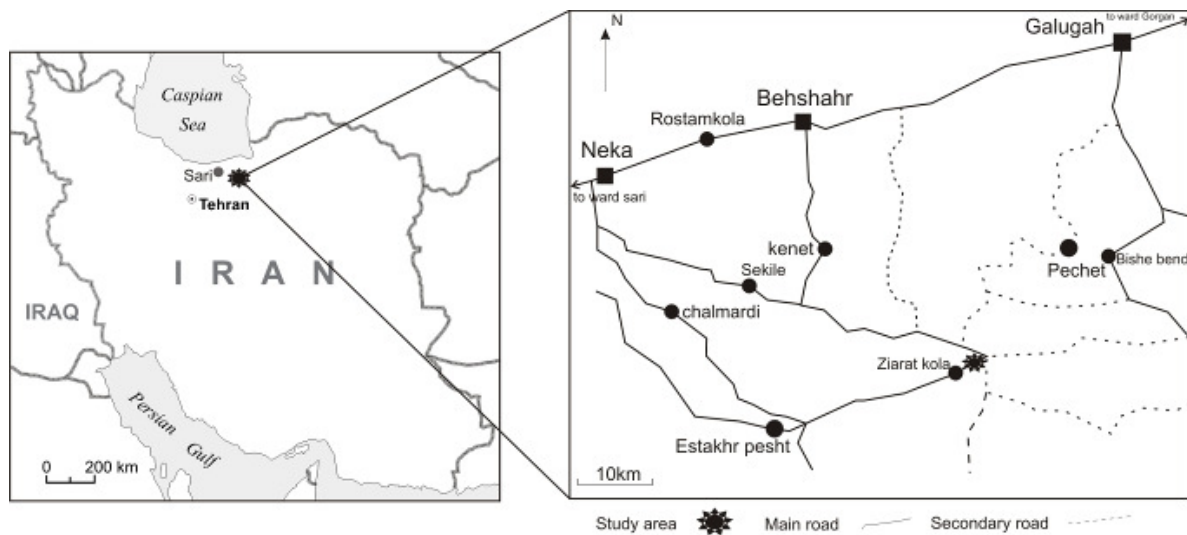 Caspian
Sea
Sari
Tehran
I R A N
IRAQ
Persian
Gulf
0 200 km
N
to ward Gorgan
Galugah
Behshahr
Rostamkola
Neka
to ward sari
kenet
Sekile
Pechet
Bishe bend
chalmardi
Ziarat kola
Estakhr pesht
10km
Study area Main road Secondary road